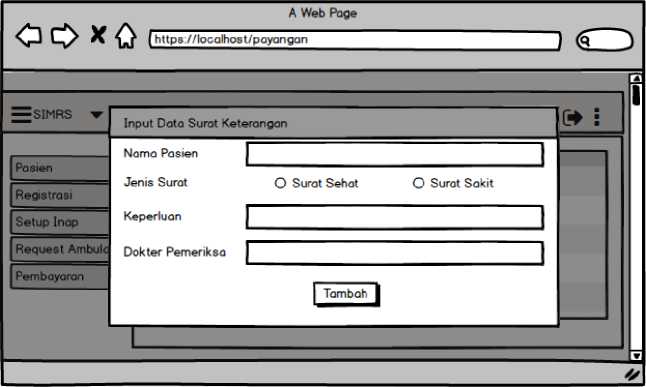 A Web Page
https://localhost/payangan
SIMRS
Input Data Surat Keterangan
Nama Pasien
Jenis Surat
Surat Sehat
Surat Sakit
Keperluan
Dokter Pemeriksa
Tambah
Pasien
Registrasi
Setup Inap
Request Ambula
Pembayaran